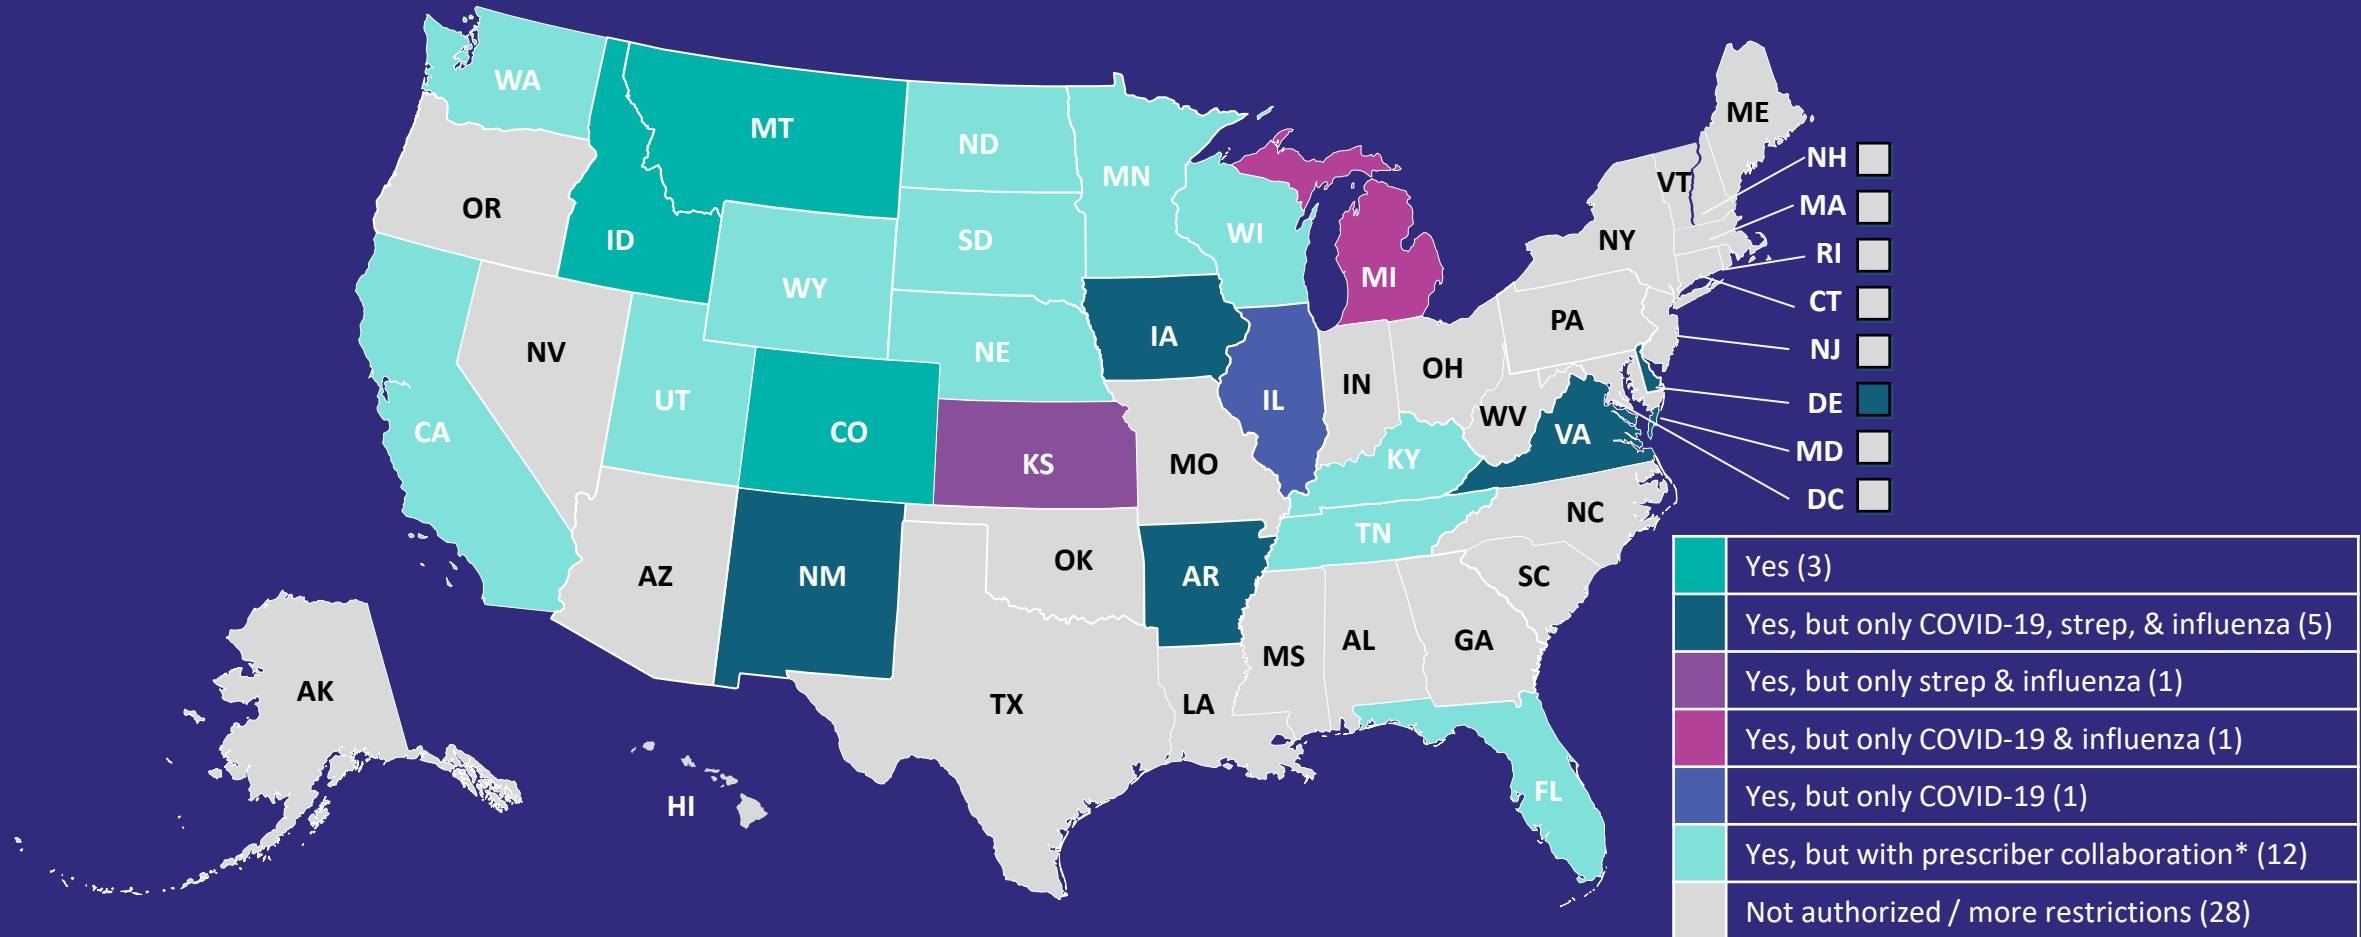 WA
MT
ND
MN
OR
ID
SD
WI
WY
MI
ME
NH
VT
MA
NY
RI
CT
PA
NJ
NV
UT
CO
NE
IA
IL
IN
OH
DE
CA
KS
MO
KY
WV
VA
MD
DC
AZ
NM
OK
AR
TN
NC
SC
AK
HI
TX
LA
MS
AL
GA
FL
Yes (3)
Yes, but only COVID-19, strep, & influenza (5)
Yes, but only strep & influenza (1)
Yes, but only COVID-19 & influenza (1)
Yes, but only COVID-19 (1)
Yes, but with prescriber collaboration* (12)
Not authorized / more restrictions (28)